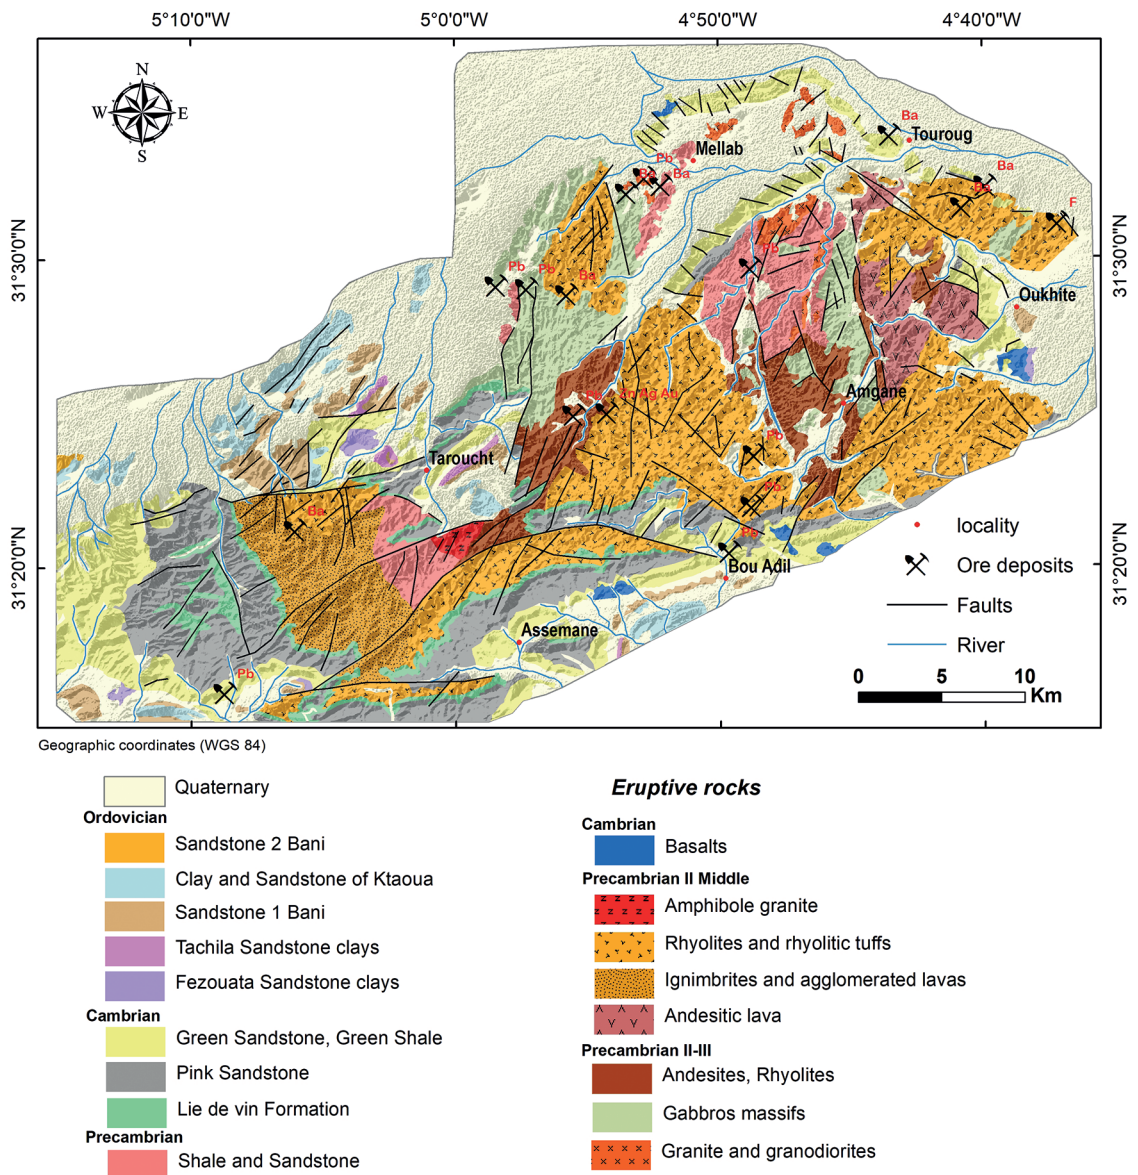 5°10'0"W 5°00"W 4°50'0"W 4°40'0"W
N
W E
S
Ba
Touroug
Mellab
Pb
Ba
Ba
Ba
F
31°30'0"N
31°30'0"N
Pb
Pb Pb
Ba
Oukhite
Zn Ag Au
Amgane
Pb
Taroucht
Pb
Ba
locality
Ore deposits
Bou Adil
31°20'0"N
31°20'0"N
Faults
Assemane
River
Pb
0 5 10
Km
Geographic coordinates (WGS 84)
Quaternary
Ordovician
Sandstone 2 Bani
Clay and Sandstone of Ktaoua
Sandstone 1 Bani
Tachila Sandstone clays
Fezouata Sandstone clays
Cambrian
Green Sandstone, Green Shale
Pink Sandstone
Lie de vin Formation
Precambrian
Shale and Sandstone
Eruptive rocks
Cambrian
Basalts
Precambrian II Middle
Amphibole granite
Rhyolites and rhyolitic tuffs
Ignimbrites and agglomerated lavas
Andesitic lava
Precambrian II-III
Andesites, Rhyolites
Gabbros massifs
Granite and granodiorites